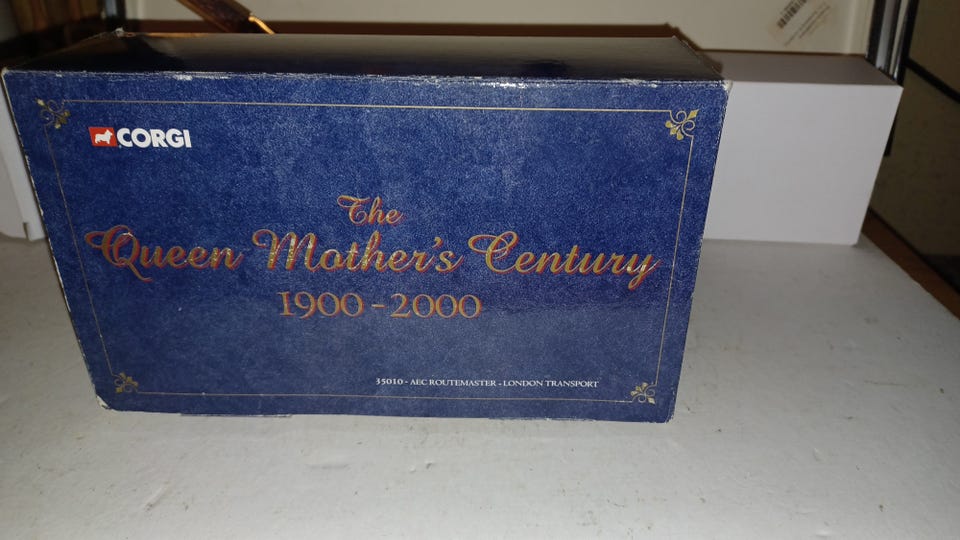 CORGI
The
Queen Mother's Century
1900-2000
35010 - AEC ROUTEMASTER - LONDON TRANSPORT